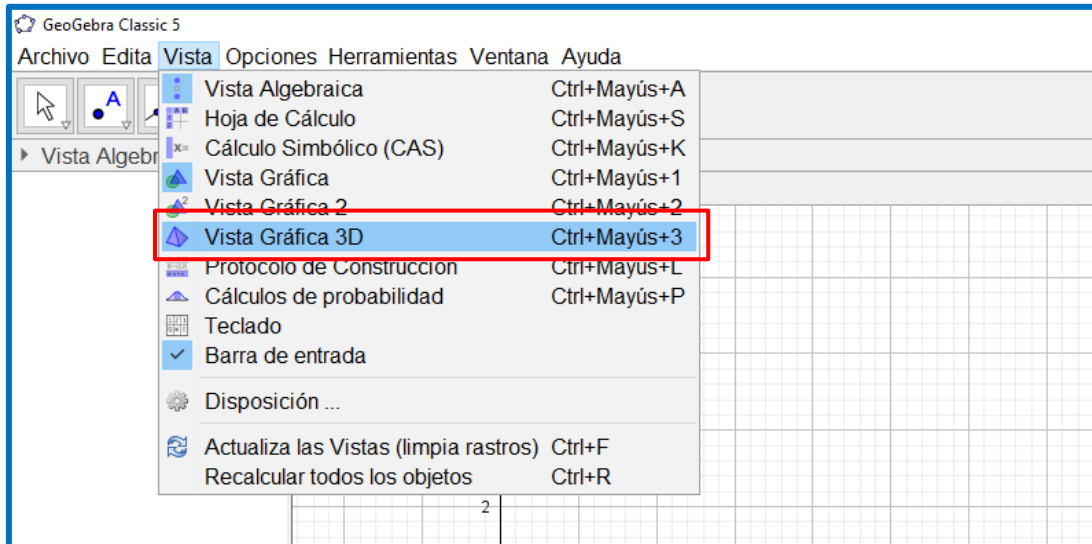 GeoGebra Classic 5
Archivo Edita Vista Opciones Herramientas Ventana Ayuda
A
Vista Algebraica Ctrl+Mayús+A
Hoja de Cálculo Ctrl+Mayús+S
Cálculo Simbólico (CAS) Ctrl+Mayús+K
Vista Algebr
Vista Gráfica Ctrl+Mayús+1
Vista Gráfica 2 Ctrl+Mayús+2
Vista Gráfica 3D Ctrl+Mayús+3
Protocolo de Construcción Ctrl+Mayús+L
Cálculos de probabilidad Ctrl+Mayús+P
Teclado
Barra de entrada
Disposición ...
Actualiza las Vistas (limpia rastros) Ctrl+F
Recalcular todos los objetos Ctrl+R
2